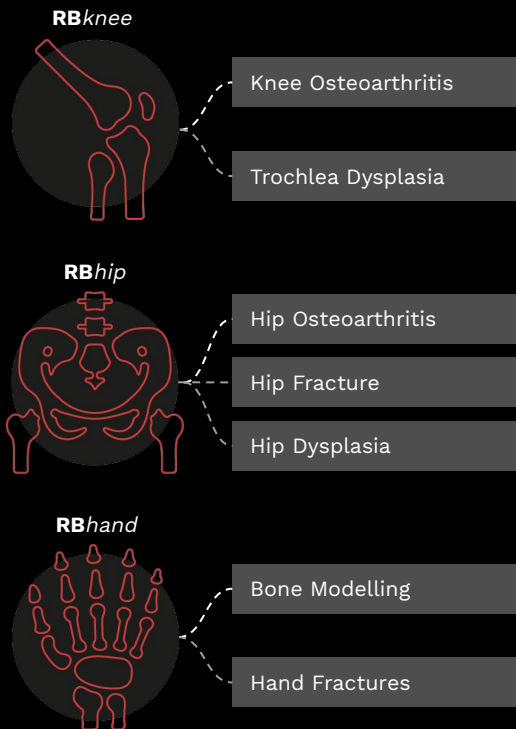 RBknee
Knee Osteoarthritis
Trochlea Dysplasia
RBhip
Hip Osteoarthritis
Hip Fracture
Hip Dysplasia
RBhand
Bone Modelling
Hand Fractures